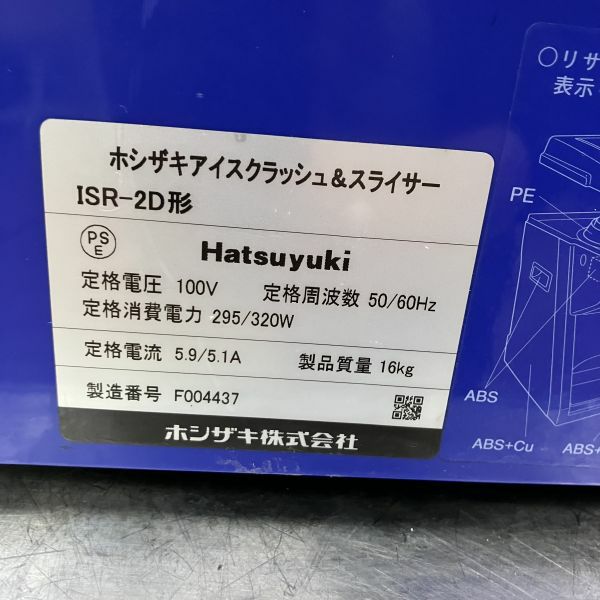 ホシザキアイスクラッシュ&スライサー
ISR-2D形
PSE
Hatsuyuki
定格電圧 100V 定格周波数 50/60Hz
定格消費電力 295/320W
定格電流 5.9/5.1A 製品質量 16kg
製造番号 F004437
ホシザキ株式会社
○リサ
表示
PE
ABS
ABS+Cu
ABS+